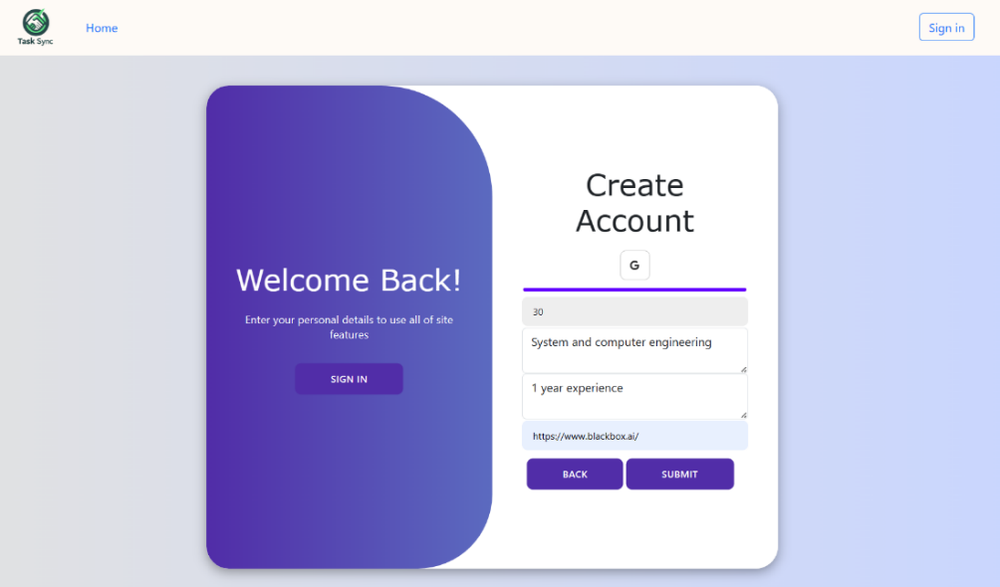 Task Sync
Home
Sign in
Welcome Back!
Enter your personal details to use all of site
features
SIGN IN
Create
Account
G
30
System and computer engineering
1 year experience
https://www.blackbox.ai/
BACK
SUBMIT